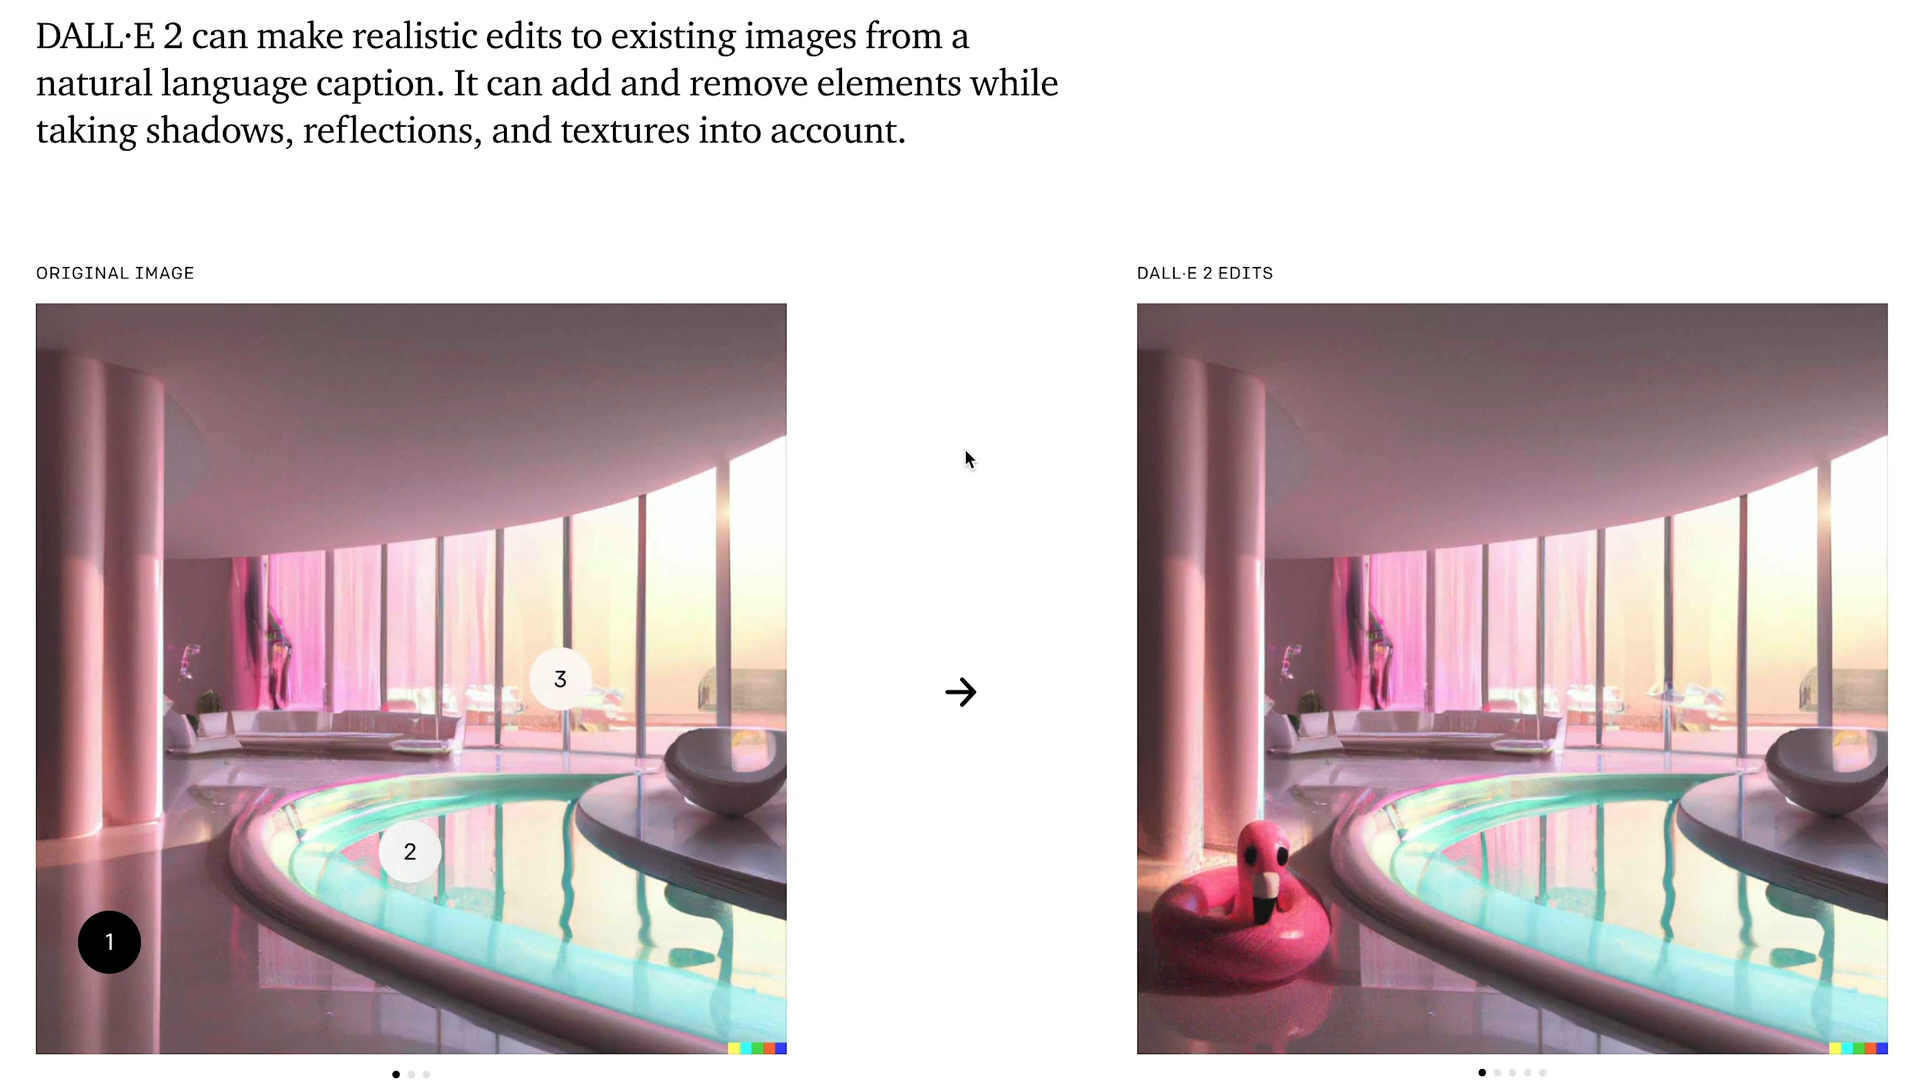 DALL·E 2 can make realistic edits to existing images from a
natural language caption. It can add and remove elements while
taking shadows, reflections, and textures into account.
ORIGINAL IMAGE
DALL·E 2 EDITS
3
2
1